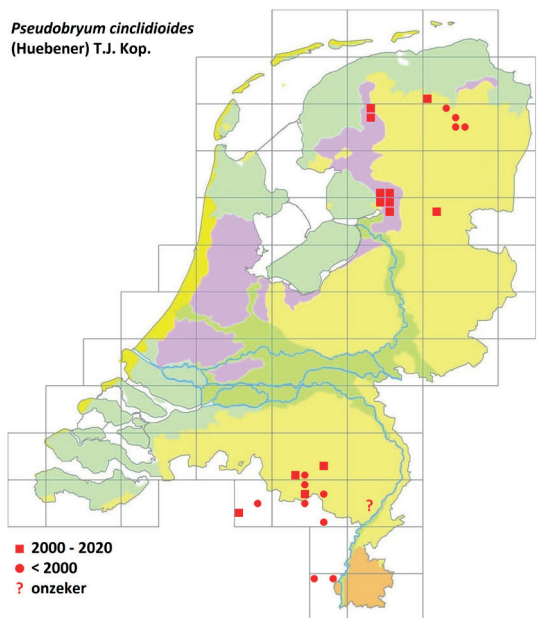 Pseudobryum cinclidioides
(Huebener) T.J. Kop.
?
2000 - 2020
< 2000
? onzeker